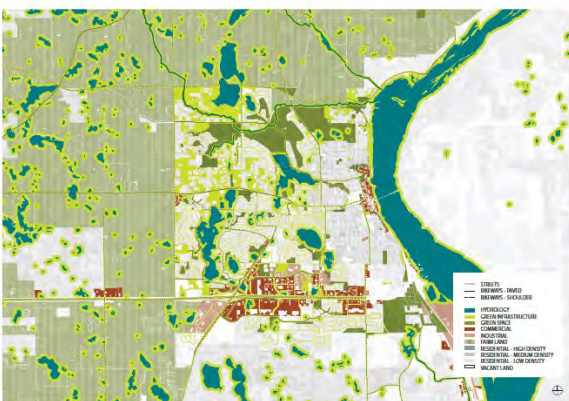 STREETS
BIKEWAYS - PAVED
BIKEWAYS - SHOULDER
HYDROLOGY
GREEN INFRASTRUCTURE
GREEN SPACE
COMMERCIAL
INDUSTRIAL
FARM LAND
RESIDENTIAL - HIGH DENSITY
RESIDENTIAL - MEDIUM DENSITY
RESIDENTIAL - LOW DENSITY
VACANT LAND